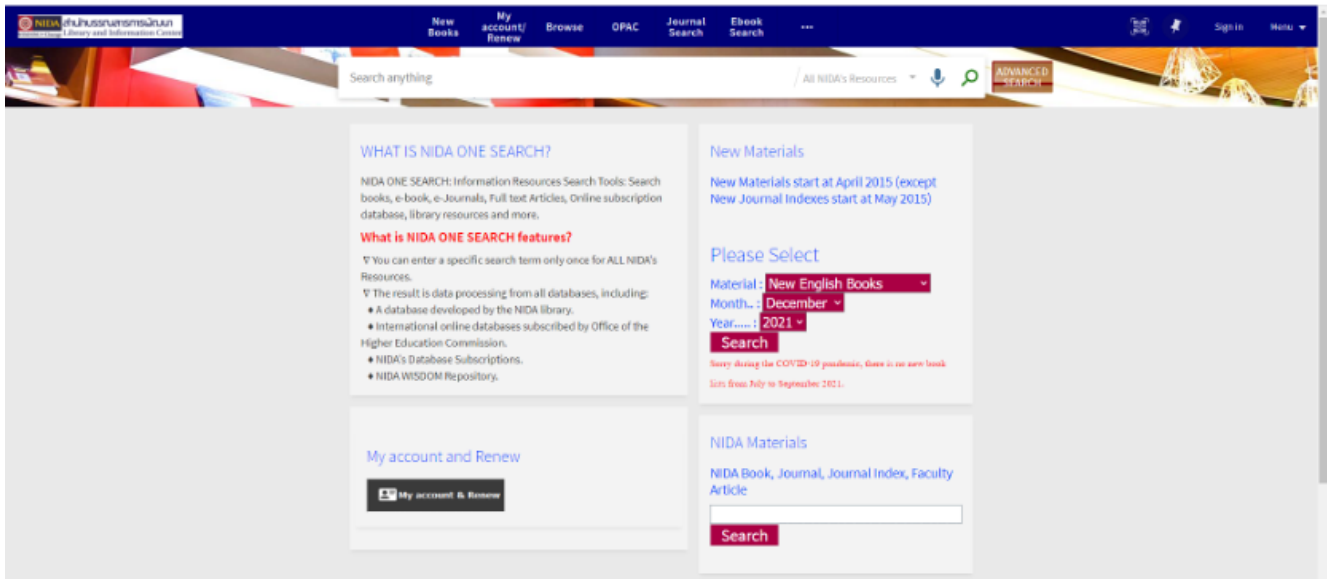 NIDA สำนักบรรณสารการพัฒนา
Library and Information Center
New Books
My account/ Renew
Browse
OPAC
Journal Search
Ebook Search
Sign in
Menu
Search anything
All NIDA's Resources
ADVANCED SEARCH
WHAT IS NIDA ONE SEARCH?
NIDA ONE SEARCH: Information Resources Search Tools: Search
books, e-book, e-Journals, Full text Articles, Online subscription
database, library resources and more.
What is NIDA ONE SEARCH features?
∇ You can enter a specific search term only once for ALL NIDA's
Resources.
∇ The result is data processing from all databases, including:
♦ A database developed by the NIDA library.
♦ International online databases subscribed by Office of the
Higher Education Commission.
♦ NIDA's Database Subscriptions.
♦ NIDA WISDOM Repository.
My account and Renew
My account & Renew
New Materials
New Materials start at April 2015 (except
New Journal Indexes start at May 2015)
Please Select
Material : New English Books
Month.. : December
Year..... : 2021
Search
Sorry during the COVID-19 pandemic, there is no new book
lists from July to September 2021.
NIDA Materials
NIDA Book, Journal, Journal Index, Faculty
Article
Search